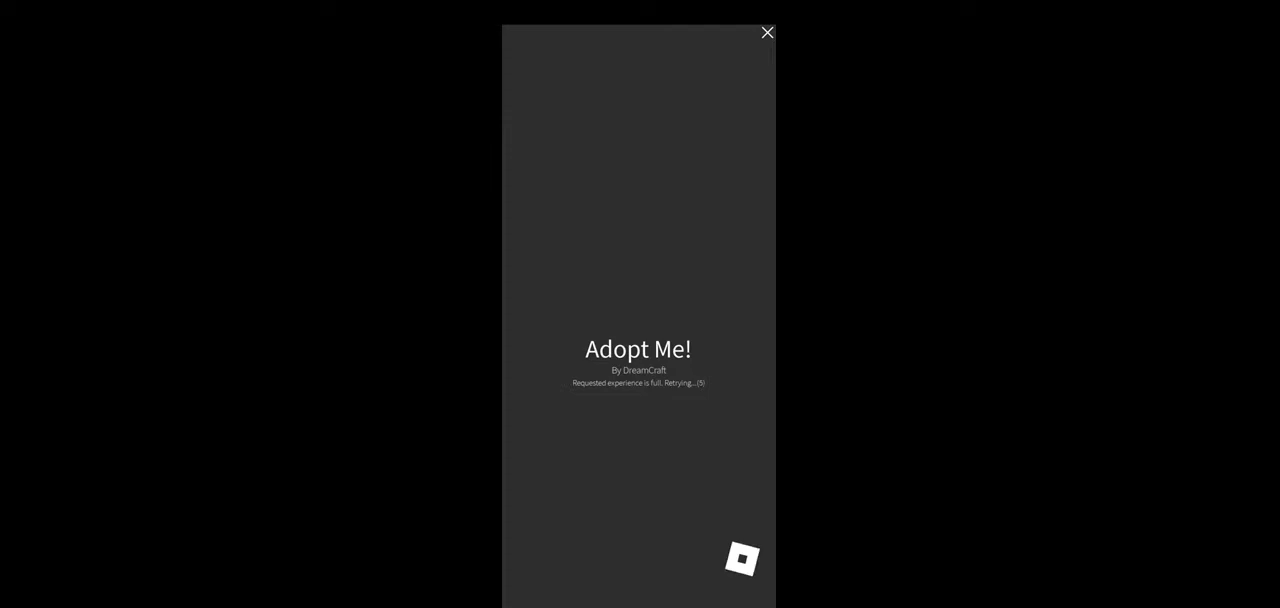 Adopt Me!
By DreamCraft
Requested experience is full. Retrying...(5)